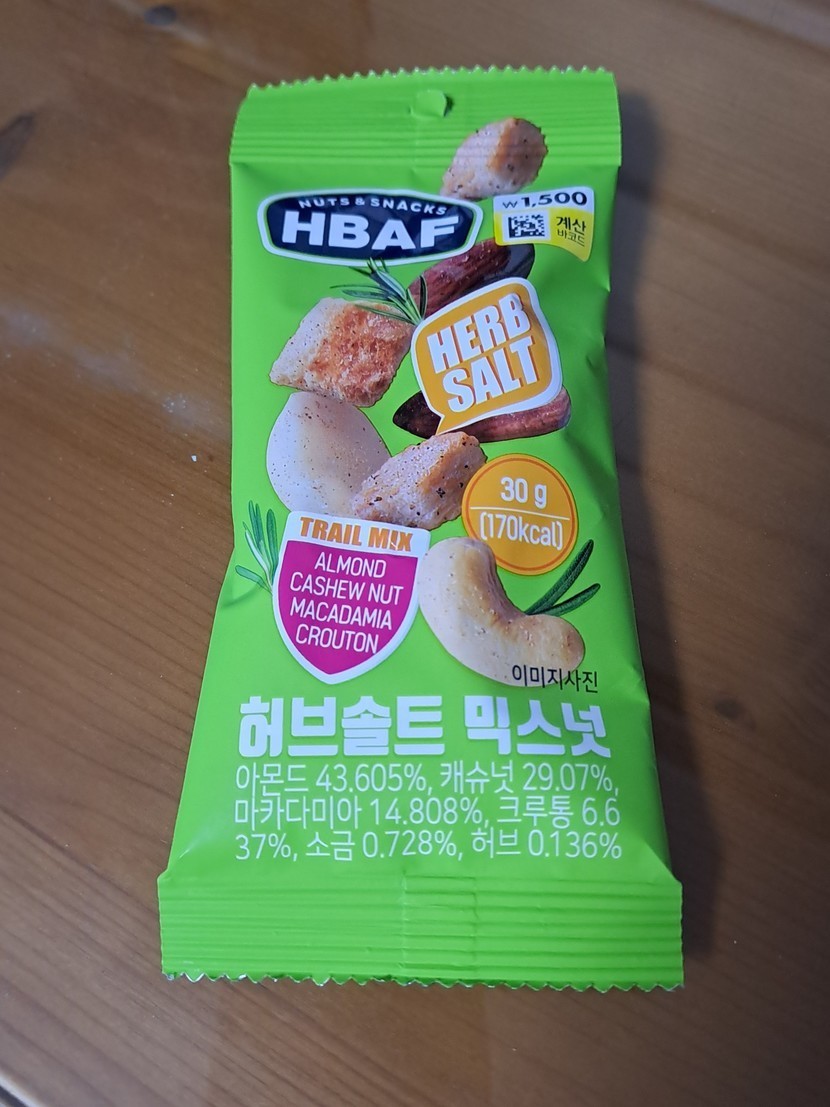 NUTS & SNACKS
HBAF
₩1,500
계산
바코드
HERB
SALT
30 g
(170kcal)
TRAIL MIX
ALMOND
CASHEW NUT
MACADAMIA
CROUTON
이미지사진
허브솔트 믹스넛
아몬드 43.605%, 캐슈넛 29.07%,
마카다미아 14.808%, 크루통 6.6
37%, 소금 0.728%, 허브 0.136%